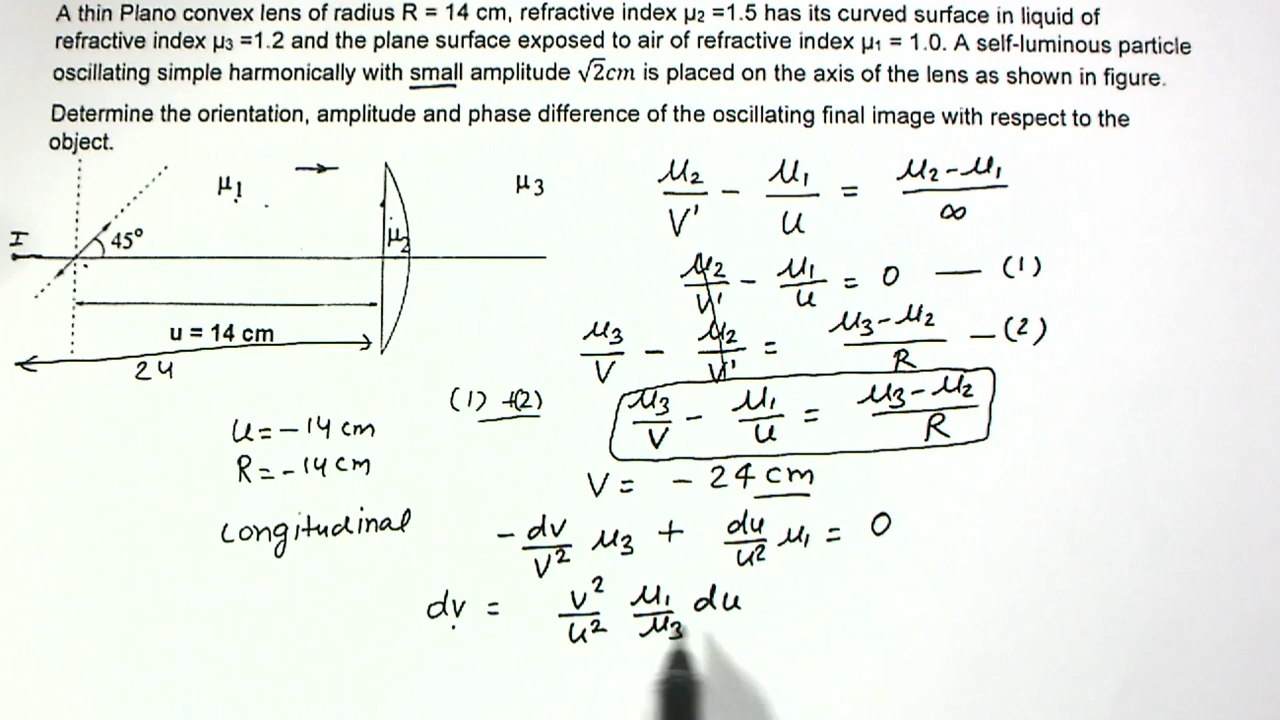 A thin Plano convex lens of radius R = 14 cm, refractive index μ2 =1.5 has its curved surface in liquid of
refractive index μ3 =1.2 and the plane surface exposed to air of refractive index μ1 = 1.0. A self-luminous particle
oscillating simple harmonically with small amplitude √2cm is placed on the axis of the lens as shown in figure.
Determine the orientation, amplitude and phase difference of the oscillating final image with respect to the
object.
μ1 μ3
I 45° μ2
u = 14 cm
24
μ2/V' - μ1/u = μ2-μ1/∞
μ2/V' - μ1/u = 0 — (1)
μ3/V - μ2/V' = μ3-μ2/R — (2)
(1) +(2) μ3/V - μ1/u = μ3-μ2/R
u = -14 cm
R = -14 cm
V = - 24 cm
Longitudinal -dv/V² μ3 + du/u² μ1 = 0
dv = V²/u² μ1/μ3 du